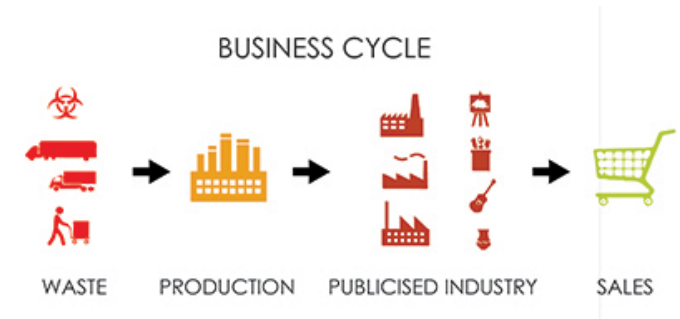 BUSINESS CYCLE
WASTE
PRODUCTION
PUBLICISED INDUSTRY
SALES